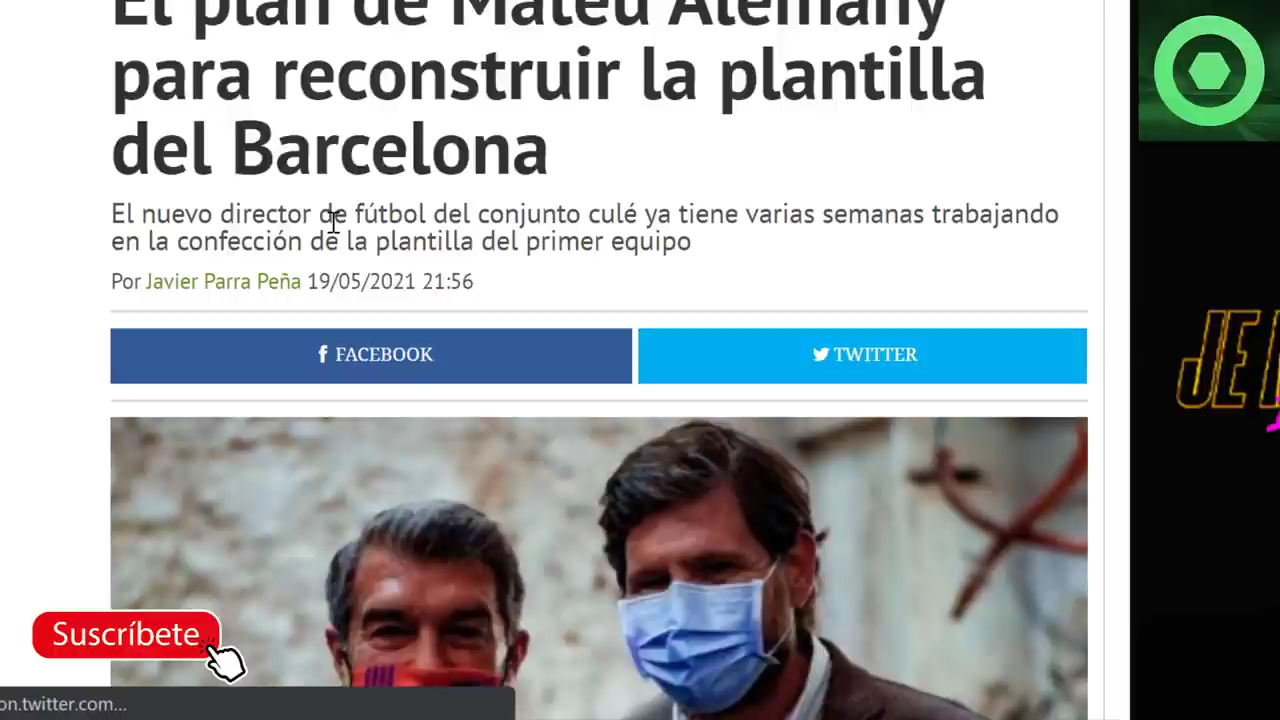 El plan de Mateu Alemany
para reconstruir la plantilla
del Barcelona
El nuevo director de fútbol del conjunto culé ya tiene varias semanas trabajando
en la confección de la plantilla del primer equipo
Por Javier Parra Peña 19/05/2021 21:56
FACEBOOK
TWITTER
JE
Suscríbete
on.twitter.com...